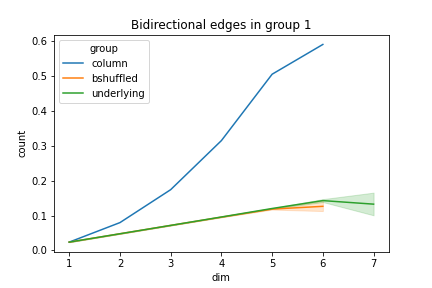 Bidirectional edges in group 1
group
column
bshuffled
underlying
0.6
0.5
0.4
0.3
0.2
0.1
0.0
count
1 2 3 4 5 6 7
dim